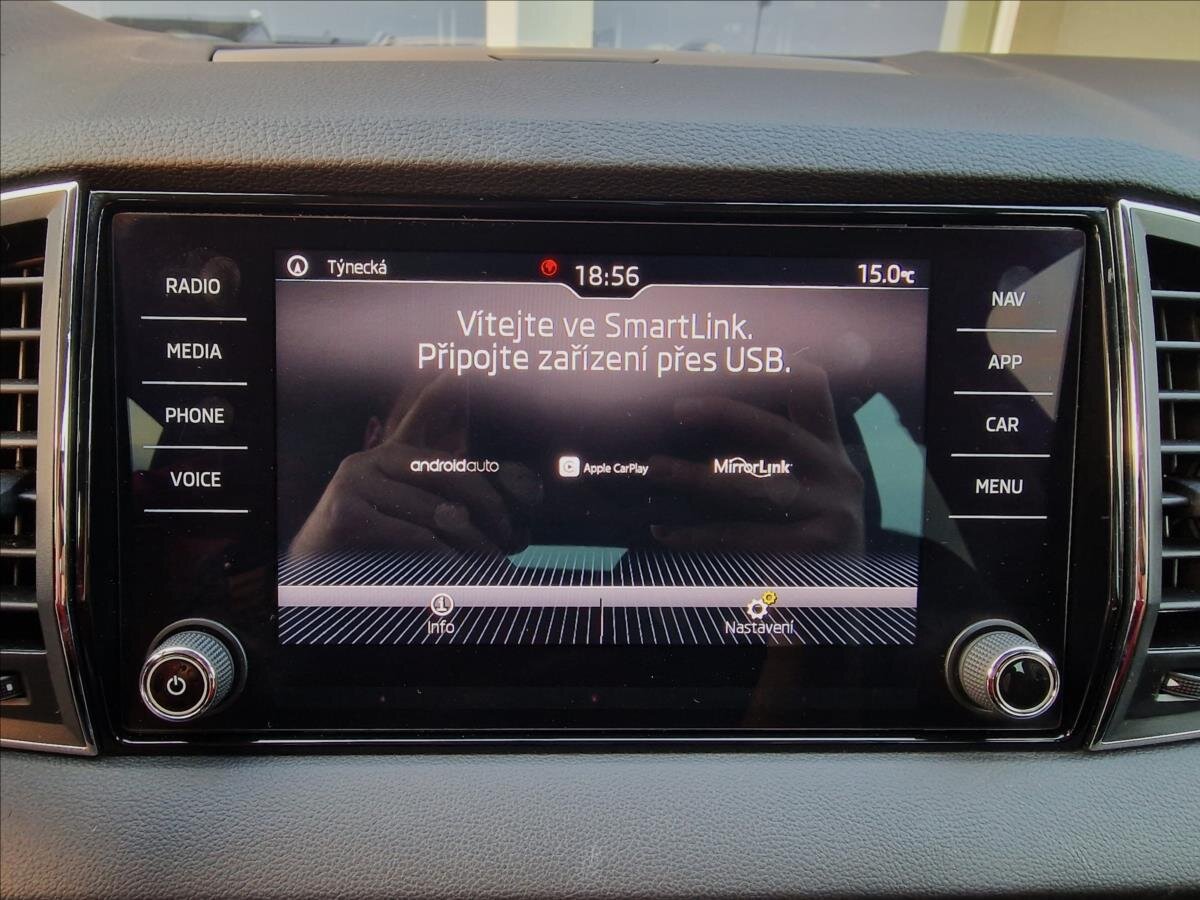 Týnecká
18:56
15.0°C
RADIO
MEDIA
PHONE
VOICE
Vítejte ve SmartLink.
Připojte zařízení přes USB.
androidauto
Apple CarPlay
MirrorLink
Info
Nastavení
NAV
APP
CAR
MENU